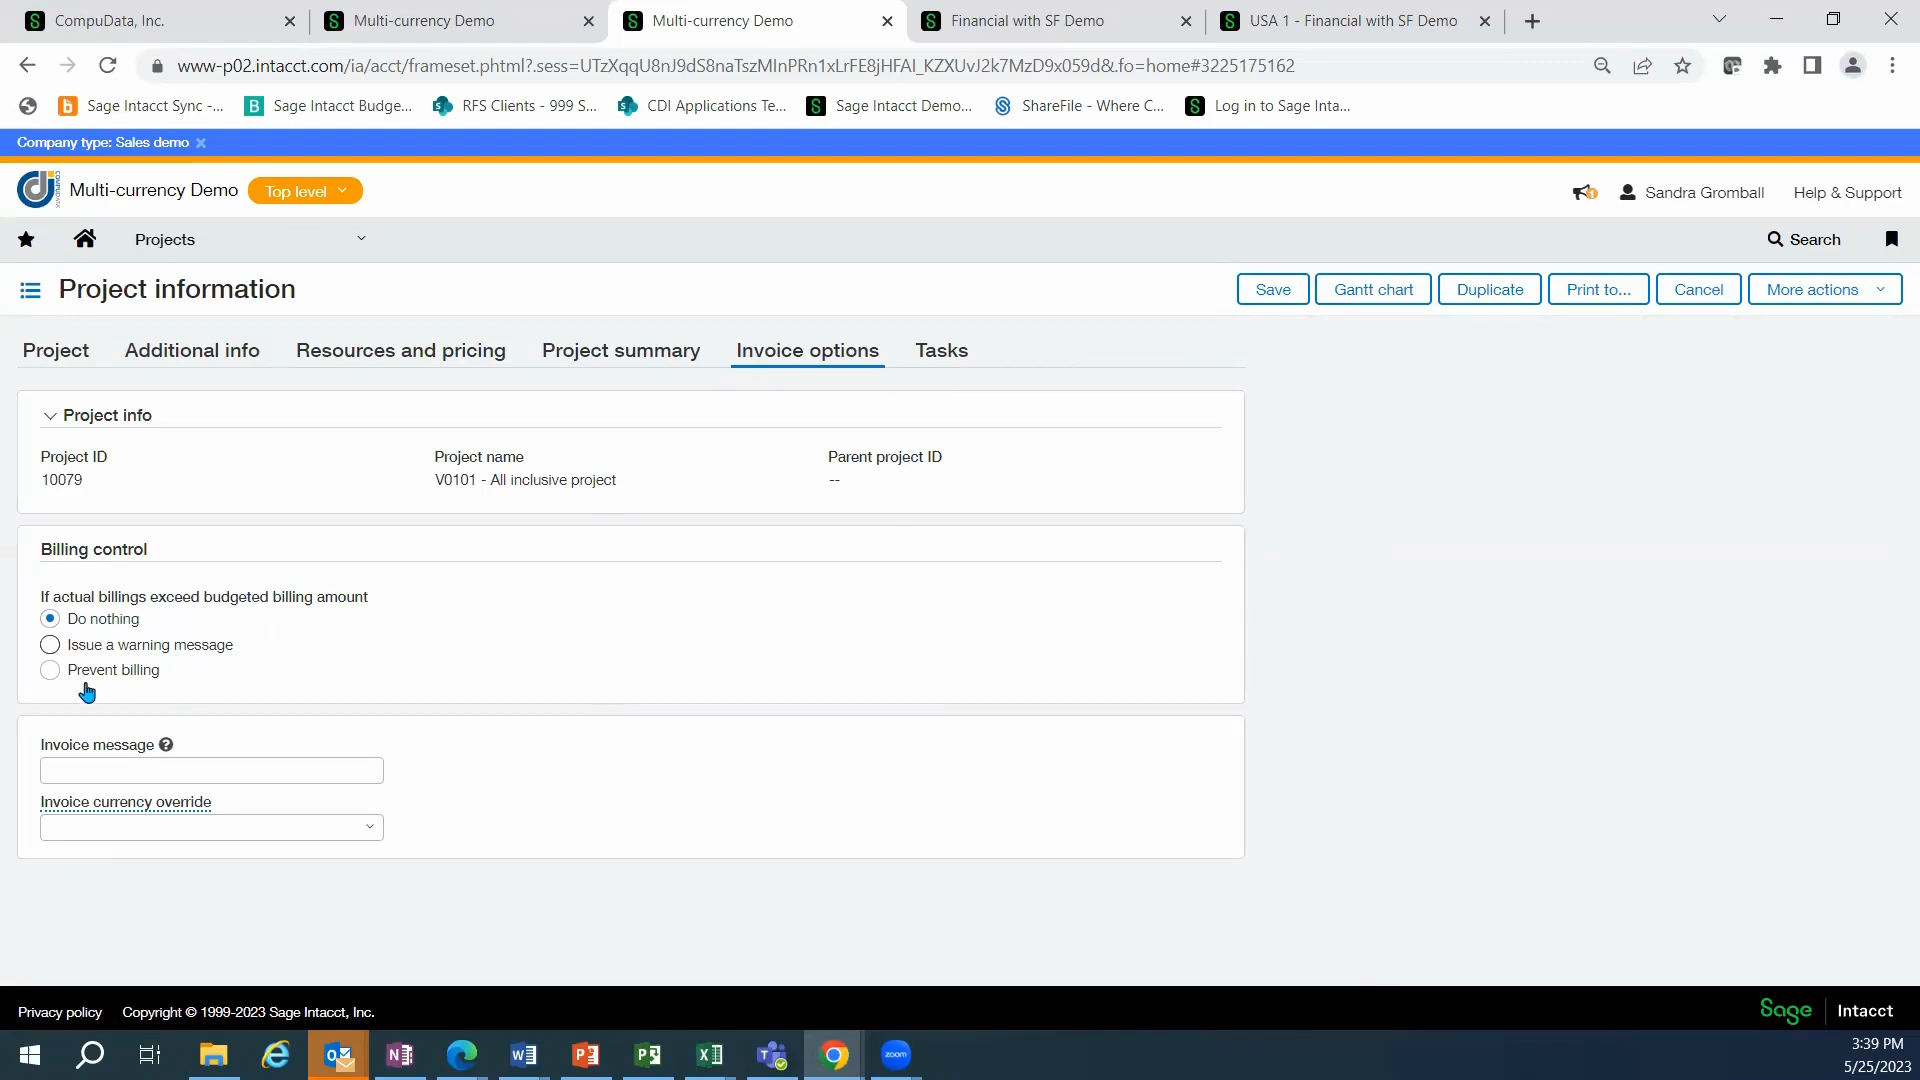 CompuData, Inc.
Multi-currency Demo
Multi-currency Demo
Financial with SF Demo
USA 1 - Financial with SF Demo
www-p02.intacct.com/ia/acct/frameset.phtml?.sess=UTzXqqU8nJ9dS8naTszMInPRn1xLrFE8jHFAI_KZXUvJ2k7MzD9x059d&.fo=home#3225175162
Sage Intacct Sync -...
Sage Intacct Budge...
RFS Clients - 999 S...
CDI Applications Te...
Sage Intacct Demo...
ShareFile - Where C...
Log in to Sage Inta...
Company type: Sales demo
Multi-currency Demo
Top level
Sandra Gromball
Help & Support
Projects
Search
Project information
Save
Gantt chart
Duplicate
Print to...
Cancel
More actions
Project
Additional info
Resources and pricing
Project summary
Invoice options
Tasks
Project info
Project ID
Project name
Parent project ID
10079
V0101 - All inclusive project
--
Billing control
If actual billings exceed budgeted billing amount
Do nothing
Issue a warning message
Prevent billing
Invoice message
Invoice currency override
Privacy policy
Copyright © 1999-2023 Sage Intacct, Inc.
Sage
Intacct
zoom
3:39 PM
5/25/2023